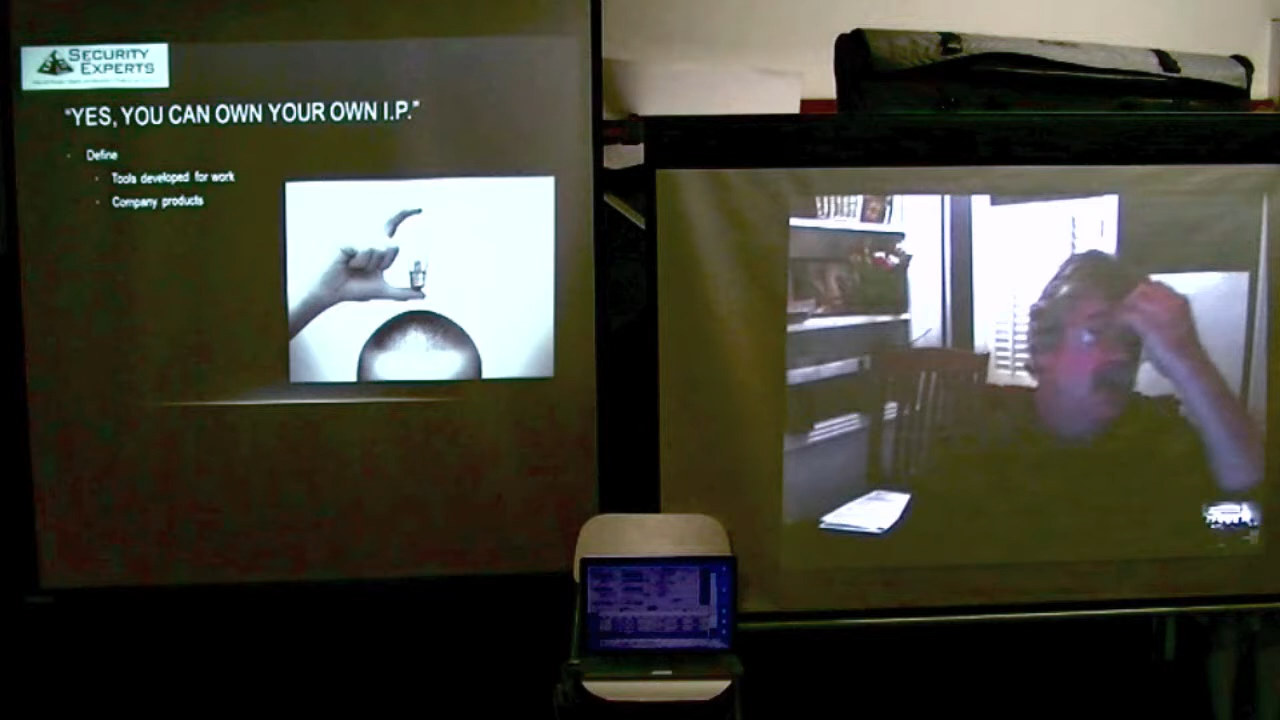 SECURITY
EXPERTS
"YES, YOU CAN OWN YOUR OWN I.P."
Define
Tools developed for work
Company products